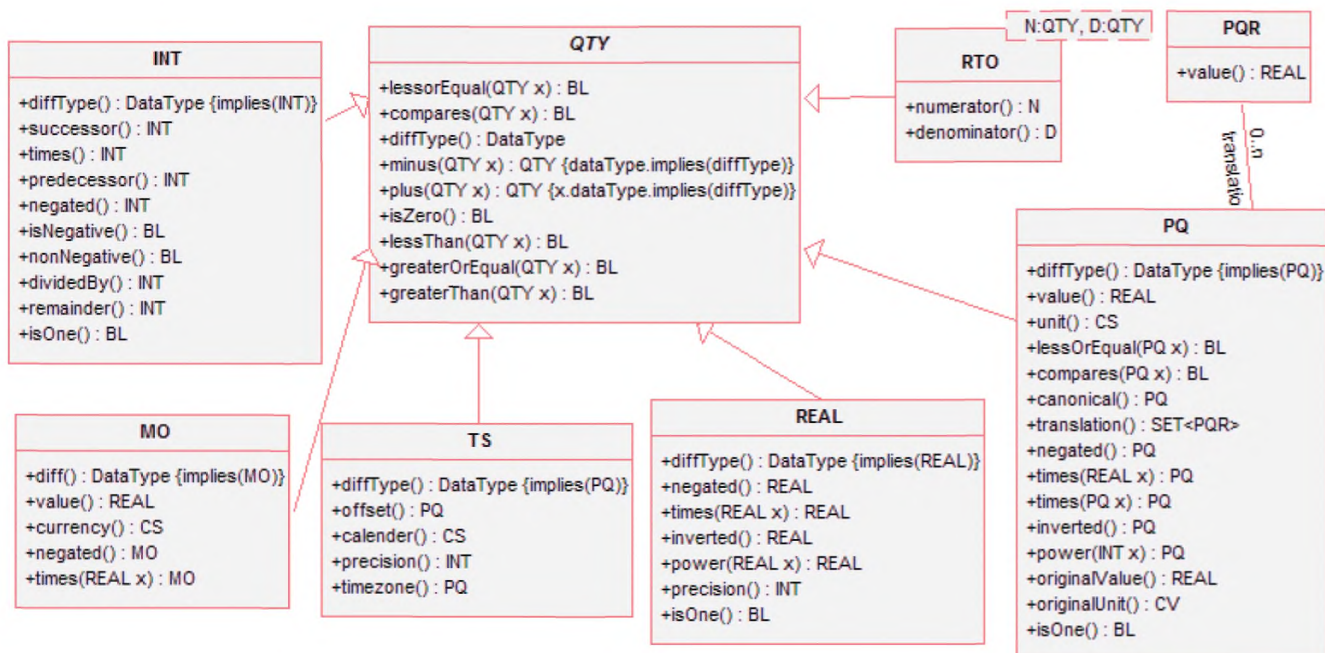 INT
+diffType() : DataType {implies(INT)}
+successor() : INT
+times() : INT
+predecessor() : INT
+negated() : INT
+isNegative() : BL
+nonNegative() : BL
+dividedBy() : INT
+remainder() : INT
+isOne() : BL
QTY
+lessorEqual(QTY x) : BL
+compares(QTY x) : BL
+diffType() : DataType
+minus(QTY x) : QTY {dataType.implies(diffType)}
+plus(QTY x) : QTY {x.dataType.implies(diffType)}
+isZero() : BL
+lessThan(QTY x) : BL
+greaterOrEqual(QTY x) : BL
+greaterThan(QTY x) : BL
N:QTY, D:QTY
RTO
+numerator() : N
+denominator() : D
PQR
+value() : REAL
0..n
translatio
PQ
+diffType() : DataType {implies(PQ)}
+value() : REAL
+unit() : CS
+lessOrEqual(PQ x) : BL
+compares(PQ x) : BL
+canonical() : PQ
+translation() : SET<PQR>
+negated() : PQ
+times(REAL x) : PQ
+times(PQ x) : PQ
+inverted() : PQ
+power(INT x) : PQ
+originalValue() : REAL
+originalUnit() : CV
+isOne() : BL
MO
+diff() : DataType {implies(MO)}
+value() : REAL
+currency() : CS
+negated() : MO
+times(REAL x) : MO
TS
+diffType() : DataType {implies(PQ)}
+offset() : PQ
+calender() : CS
+precision() : INT
+timezone() : PQ
REAL
+diffType() : DataType {implies(REAL)}
+negated() : REAL
+times(REAL x) : REAL
+inverted() : REAL
+power(REAL x) : REAL
+precision() : INT
+isOne() : BL